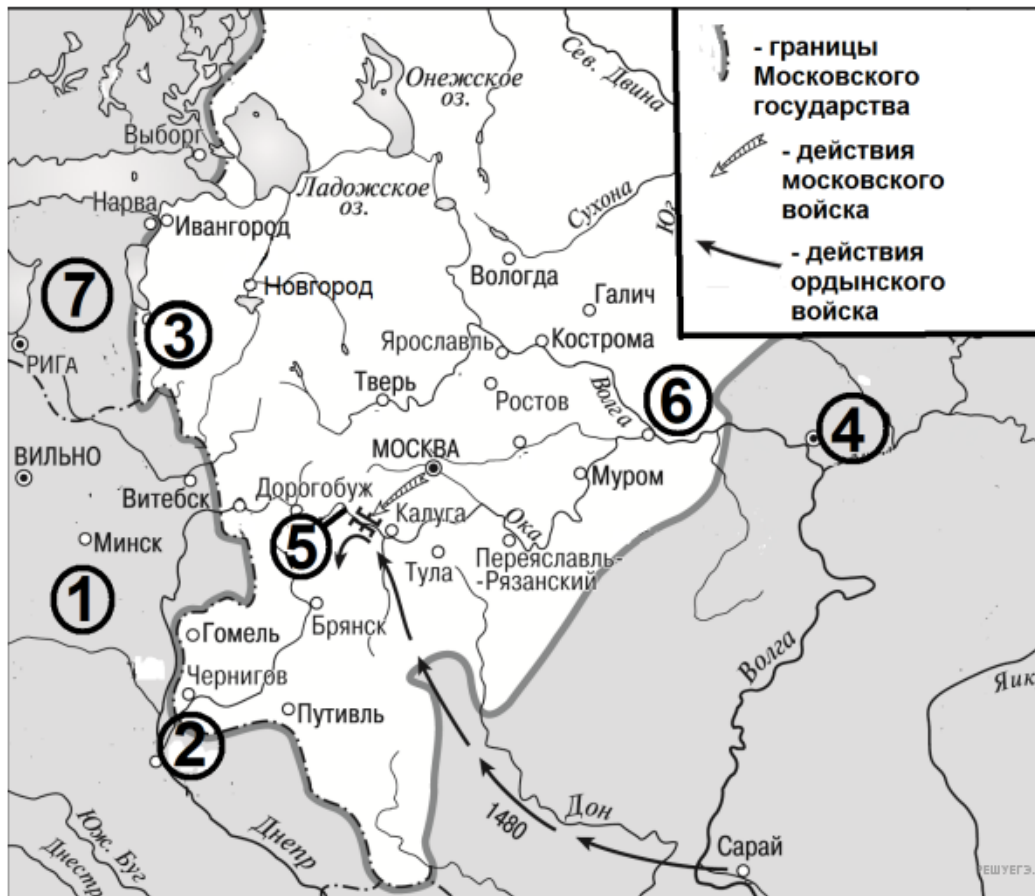 - границы
Московского
государства
- действия
московского
войска
- действия
ордынского
войска
Онежское
оз.
Сев. Двина
Выборг
Ладожское
оз.
Сухона
Юг
Нарва
Ивангород
Вологда
7
Новгород
Галич
3
РИГА
Ярославль
Кострома
Тверь
Волга
6
Ростов
4
ВИЛЬНО
МОСКВА
Муром
Витебск
Дорогобуж
Калуга
Ока
5
Минск
Тула
Переяславль-
-Рязанский
1
Брянск
Гомель
Волга
Чернигов
Яик
Путивль
2
1480
Дон
Юж. Буг
Днепр
Сарай
Днестр
РЕШУЕГЭ.